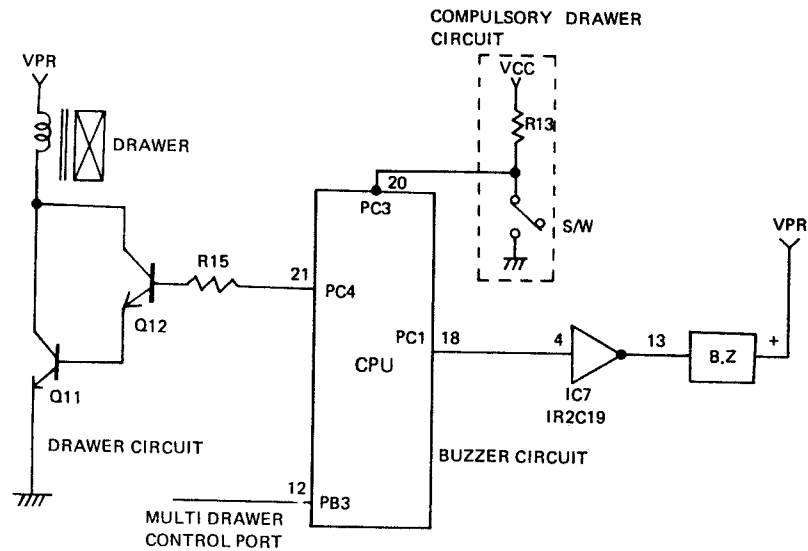 COMPULSORY DRAWER
CIRCUIT
VPR
VCC
R13
DRAWER
20
PC3
S/W
VPR
R15
21
PC4
Q12
PC1
18
4
13
B.Z
+
CPU
Q11
IC7
IR2C19
DRAWER CIRCUIT
BUZZER CIRCUIT
12
PB3
MULTI DRAWER
CONTROL PORT